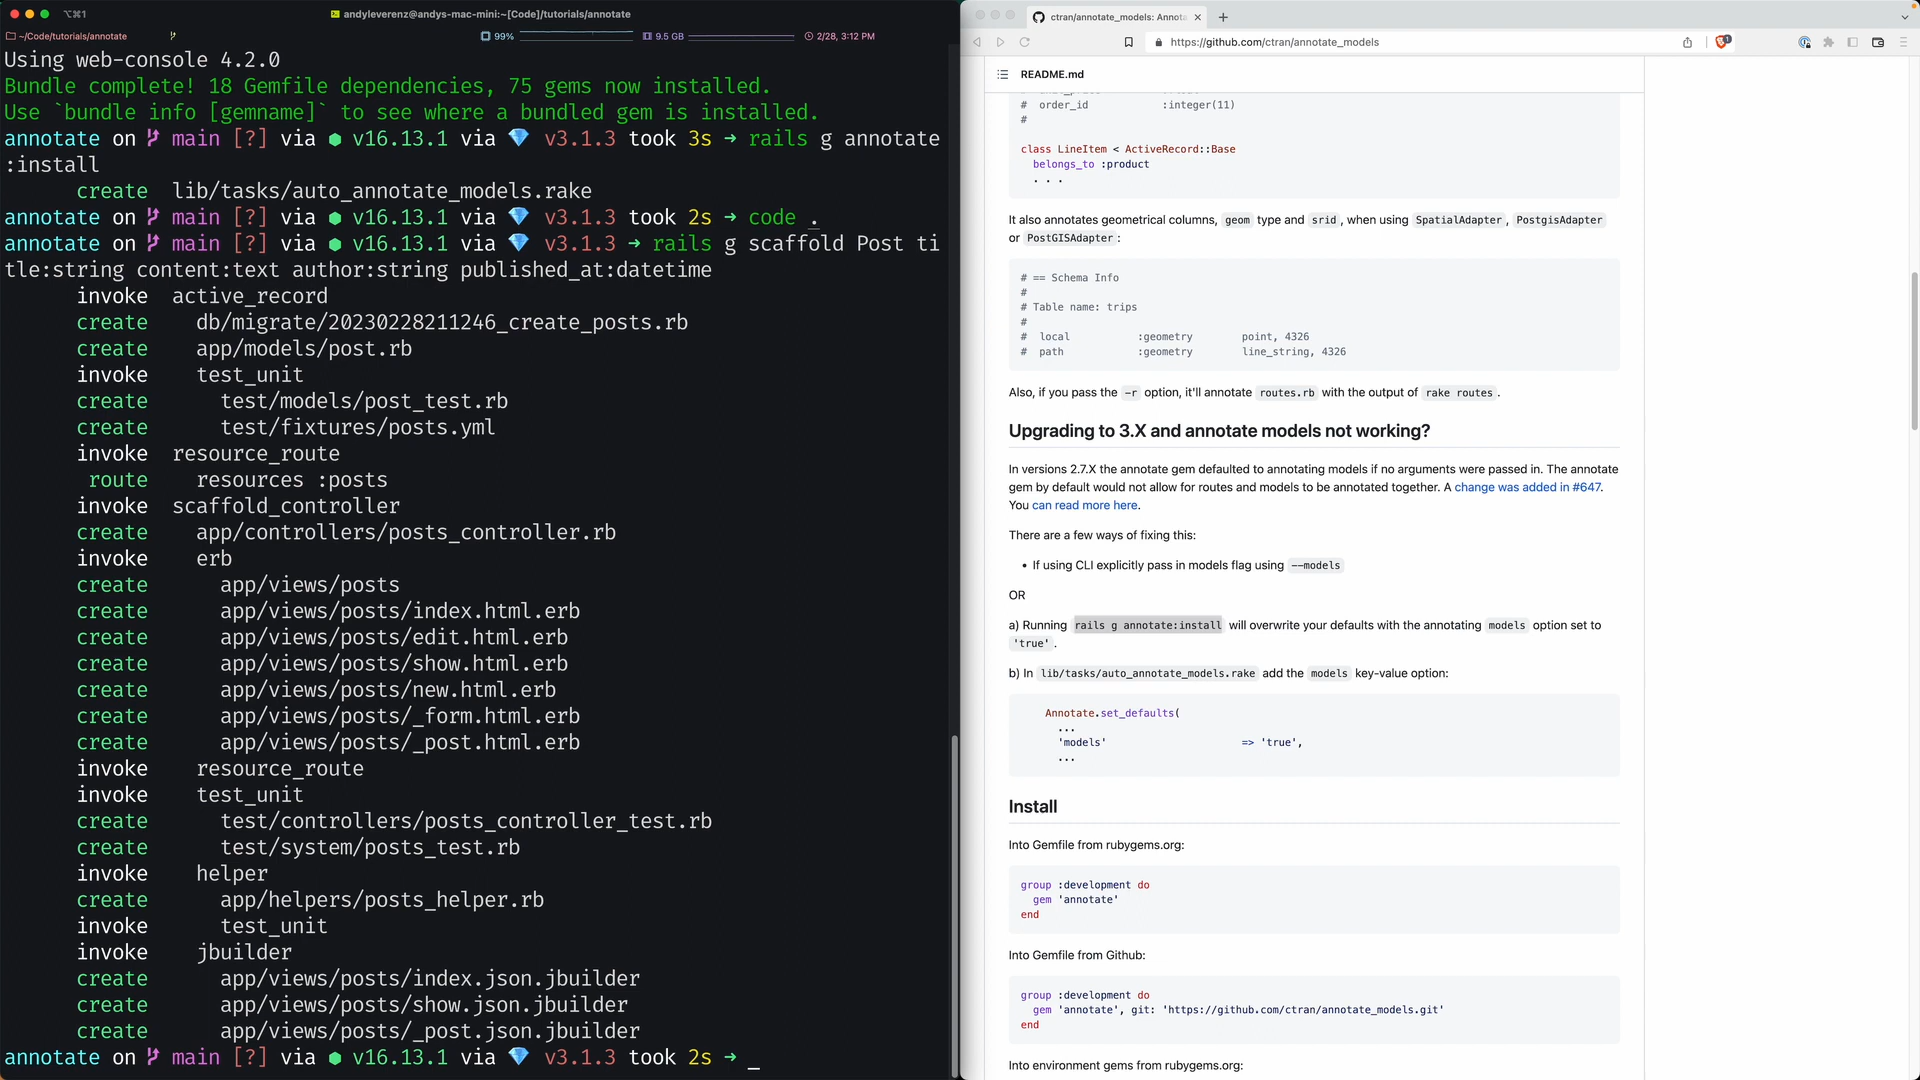 ⌥⌘1
andyleverenz@andys-mac-mini:~[Code]/tutorials/annotate
~/Code/tutorials/annotate
99%
9.5 GB
2/28, 3:12 PM
Using web-console 4.2.0
Bundle complete! 18 Gemfile dependencies, 75 gems now installed.
Use `bundle info [gemname]` to see where a bundled gem is installed.
annotate on main [?] via v16.13.1 via v3.1.3 took 3s → rails g annotate
:install
create lib/tasks/auto_annotate_models.rake
annotate on main [?] via v16.13.1 via v3.1.3 took 2s → code .
annotate on main [?] via v16.13.1 via v3.1.3 → rails g scaffold Post ti
tle:string content:text author:string published_at:datetime
invoke active_record
create db/migrate/20230228211246_create_posts.rb
create app/models/post.rb
invoke test_unit
create test/models/post_test.rb
create test/fixtures/posts.yml
invoke resource_route
route resources :posts
invoke scaffold_controller
create app/controllers/posts_controller.rb
invoke erb
create app/views/posts
create app/views/posts/index.html.erb
create app/views/posts/edit.html.erb
create app/views/posts/show.html.erb
create app/views/posts/new.html.erb
create app/views/posts/_form.html.erb
create app/views/posts/_post.html.erb
invoke resource_route
invoke test_unit
create test/controllers/posts_controller_test.rb
create test/system/posts_test.rb
invoke helper
create app/helpers/posts_helper.rb
invoke test_unit
invoke jbuilder
create app/views/posts/index.json.jbuilder
create app/views/posts/show.json.jbuilder
create app/views/posts/_post.json.jbuilder
annotate on main [?] via v16.13.1 via v3.1.3 took 2s → _
ctran/annotate_models: Annota
https://github.com/ctran/annotate_models
1
README.md
# order_id :integer(11)
#
class LineItem < ActiveRecord::Base
belongs_to :product
. . .
It also annotates geometrical columns, geom type and srid, when using SpatialAdapter, PostgisAdapter
or PostGISAdapter:
# == Schema Info
#
# Table name: trips
#
# local :geometry point, 4326
# path :geometry line_string, 4326
Also, if you pass the -r option, it'll annotate routes.rb with the output of rake routes.
Upgrading to 3.X and annotate models not working?
In versions 2.7.X the annotate gem defaulted to annotating models if no arguments were passed in. The annotate
gem by default would not allow for routes and models to be annotated together. A change was added in #647.
You can read more here.
There are a few ways of fixing this:
• If using CLI explicitly pass in models flag using --models
OR
a) Running rails g annotate:install will overwrite your defaults with the annotating models option set to
'true'.
b) In lib/tasks/auto_annotate_models.rake add the models key-value option:
Annotate.set_defaults(
...
'models' => 'true',
...
Install
Into Gemfile from rubygems.org:
group :development do
gem 'annotate'
end
Into Gemfile from Github:
group :development do
gem 'annotate', git: 'https://github.com/ctran/annotate_models.git'
end
Into environment gems from rubygems.org: